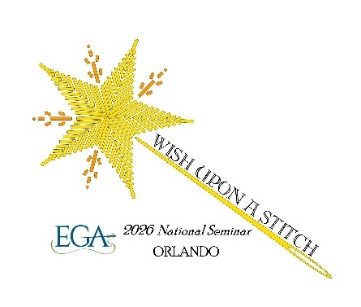 WISH UPON A STITCH
EGA
2026 National Seminar
ORLANDO